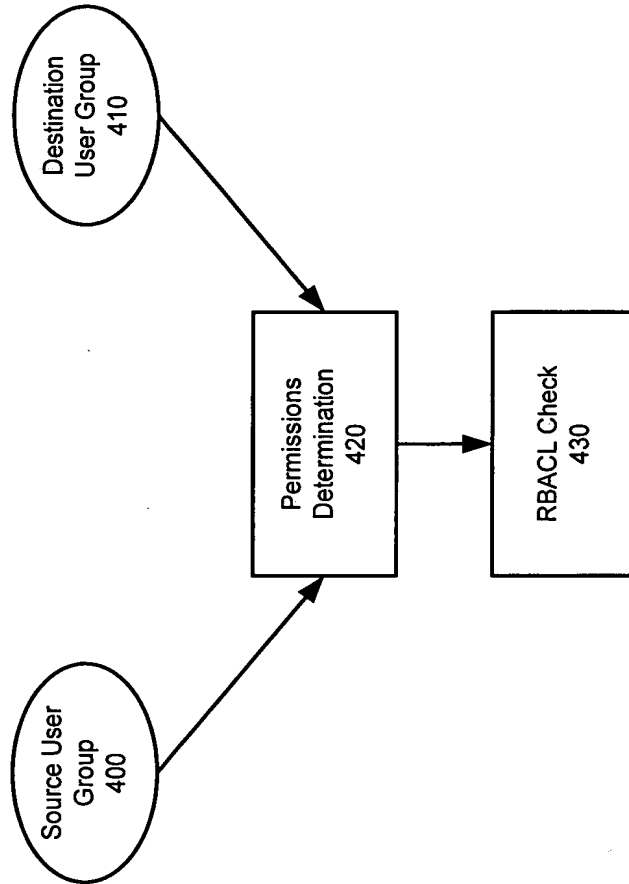 Source User
Group
400
Destination
User Group
410
Permissions
Determination
420
RBACL Check
430